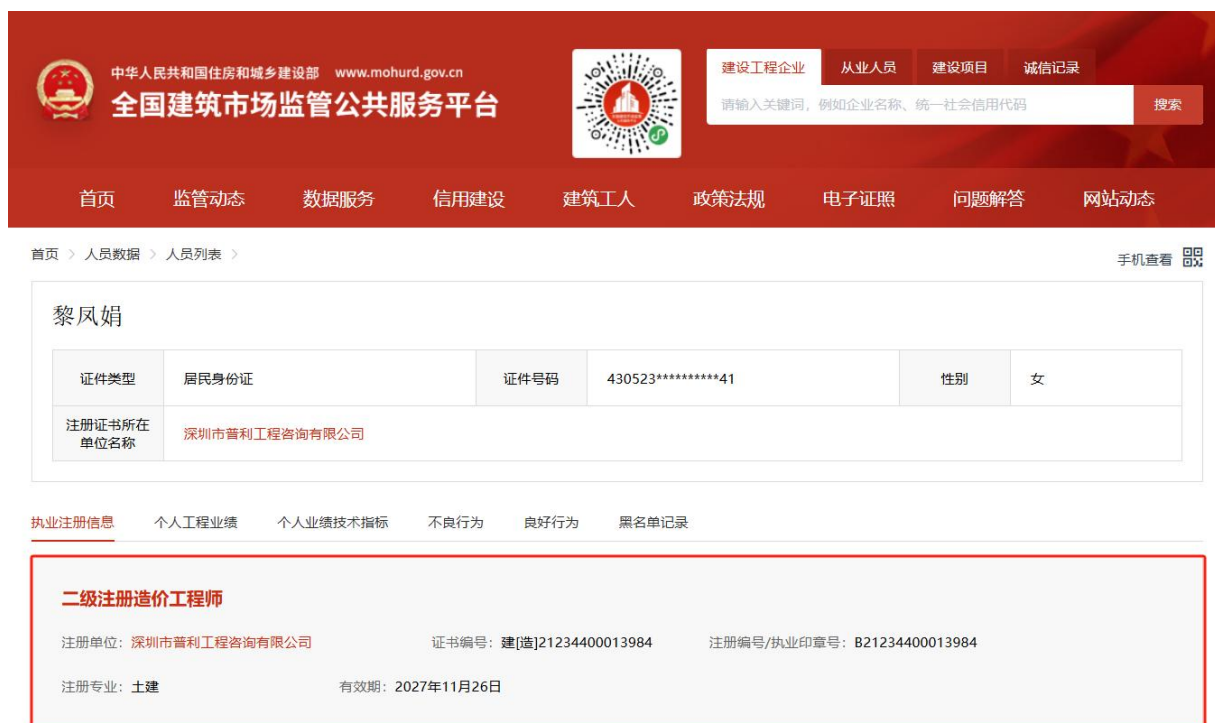 中华人民共和国住房和城乡建设部 www.mohurd.gov.cn
全国建筑市场监管公共服务平台
建设工程企业 从业人员 建设项目 诚信记录
请输入关键词，例如企业名称、统一社会信用代码 搜索
首页 监管动态 数据服务 信用建设 建筑工人 政策法规 电子证照 问题解答 网站动态
首页 > 人员数据 > 人员列表 >
手机查看
黎凤娟
证件类型 居民身份证 证件号码 430523**********41 性别 女
注册证书所在
单位名称
深圳市普利工程咨询有限公司
执业注册信息 个人工程业绩 个人业绩技术指标 不良行为 良好行为 黑名单记录
二级注册造价工程师
注册单位：深圳市普利工程咨询有限公司 证书编号：建[造]21234400013984 注册编号/执业印章号：B21234400013984
注册专业：土建 有效期：2027年11月26日